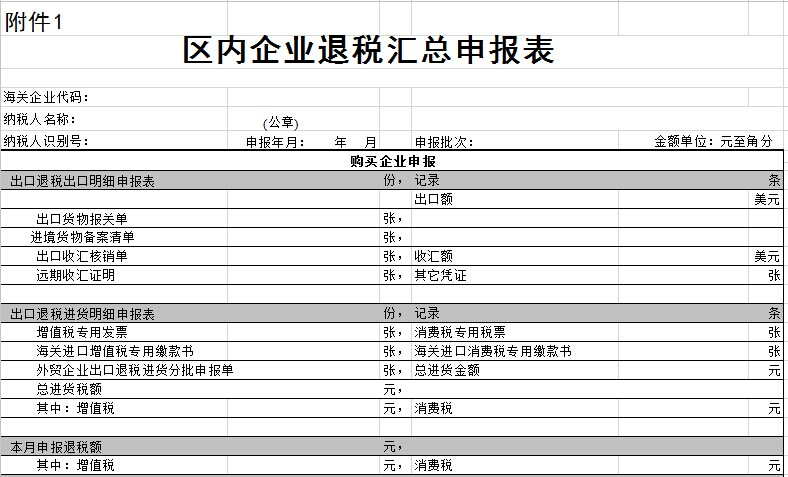 附件1
区内企业退税汇总申报表
海关企业代码：
纳税人名称： (公章)
纳税人识别号： 申报年月： 年 月 申报批次： 金额单位：元至角分
购买企业申报
出口退税出口明细申报表 份， 记录 条
出口额 美元
出口货物报关单 张，
进境货物备案清单 张，
出口收汇核销单 张， 收汇额 美元
远期收汇证明 张， 其它凭证 张
出口退税进货明细申报表 份， 记录 条
增值税专用发票 张， 消费税专用税票 张
海关进口增值税专用缴款书 张， 海关进口消费税专用缴款书 张
外贸企业出口退税进货分批申报单 张， 总进货金额 元
总进货税额 元，
其中：增值税 元， 消费税 元
本月申报退税额 元，
其中：增值税 元， 消费税 元